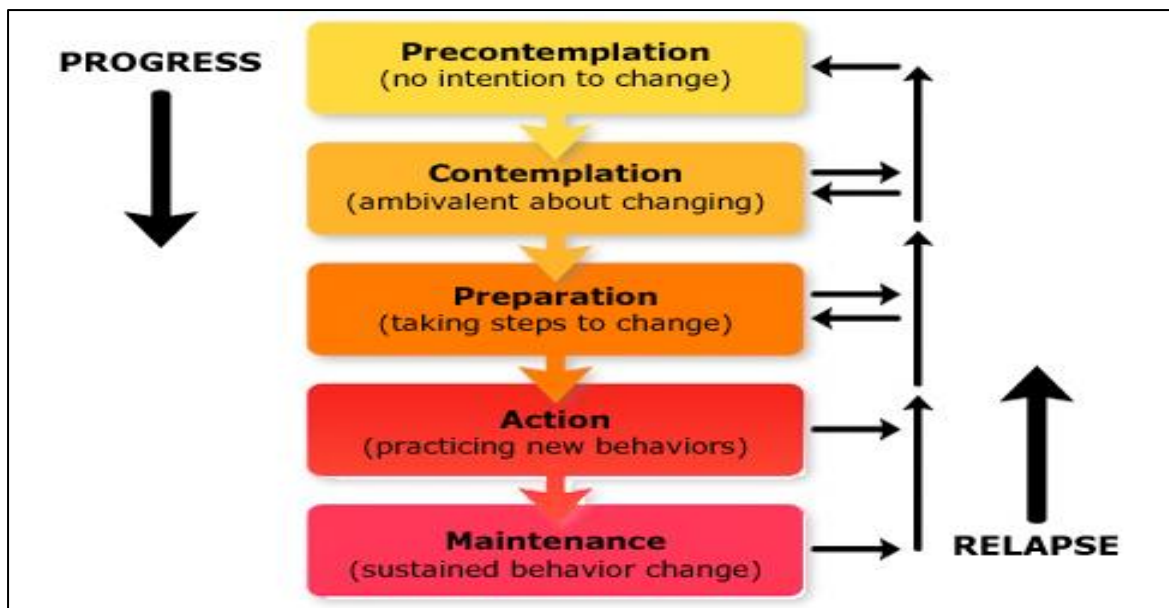 PROGRESS
Precontemplation
(no intention to change)
Contemplation
(ambivalent about changing)
Preparation
(taking steps to change)
Action
(practicing new behaviors)
Maintenance
(sustained behavior change)
RELAPSE